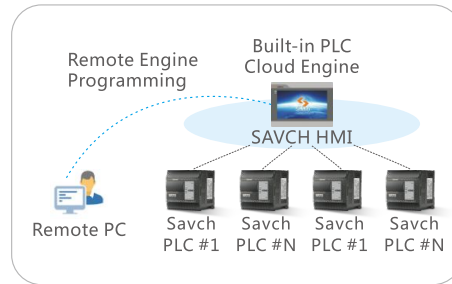 Remote Engine
Programming
Built-in PLC
Cloud Engine
SAVCH HMI
Remote PC
Savch
PLC #1
Savch
PLC #N
Savch
PLC #1
Savch
PLC #N